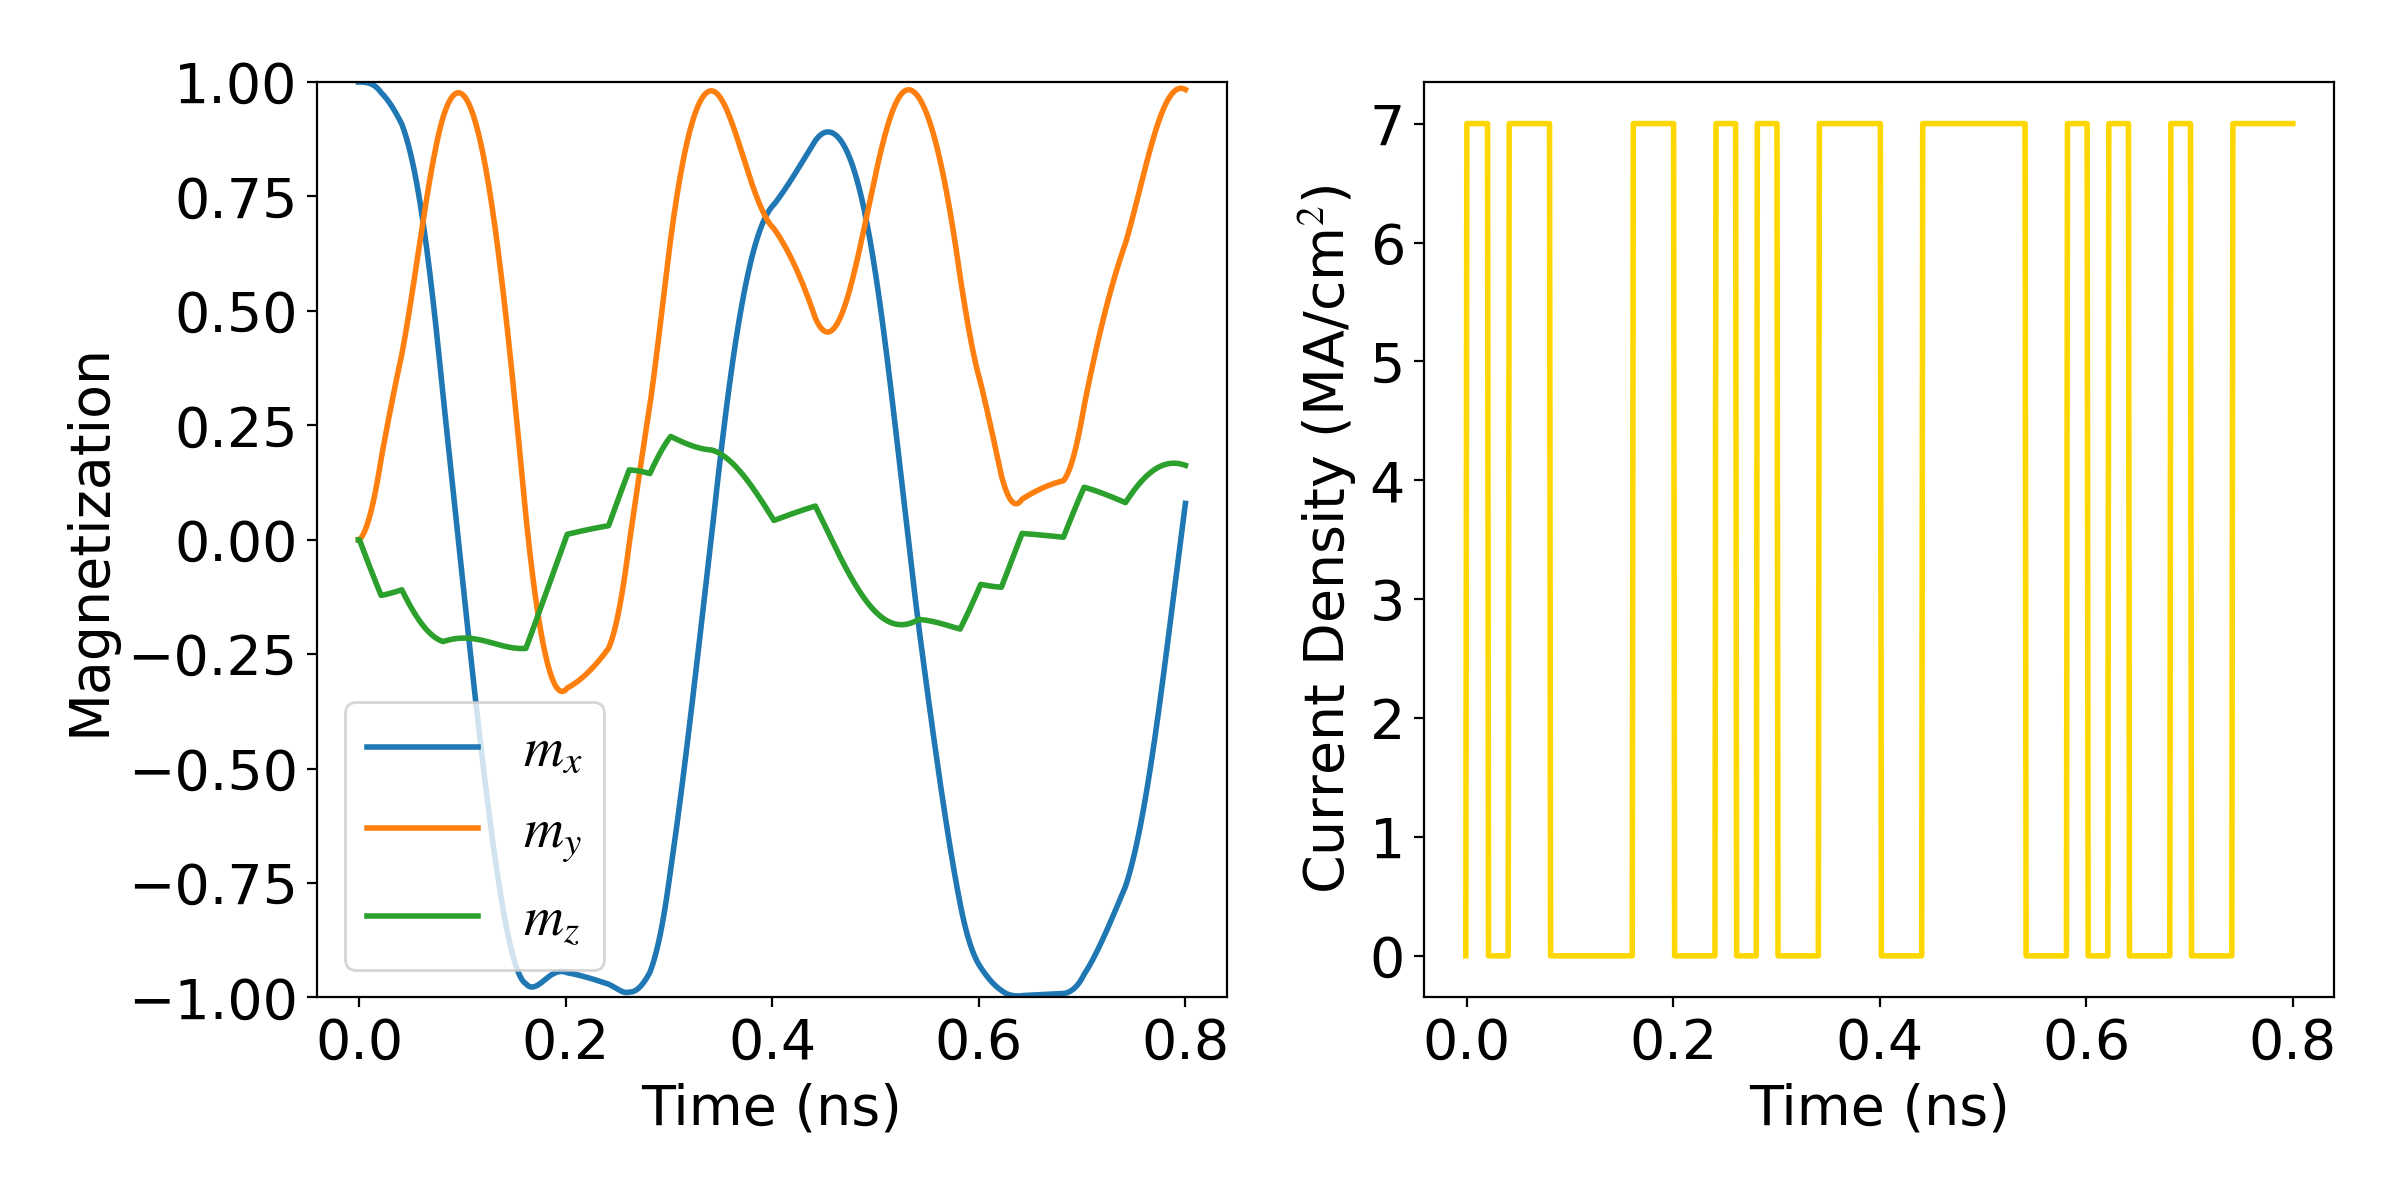 1.00
0.75
0.50
0.25
0.00
−0.25
−0.50
−0.75
−1.00
Magnetization
m_x
m_y
m_z
0.0 0.2 0.4 0.6 0.8
Time (ns)
7
6
5
4
3
2
1
0
Current Density (MA/cm²)
0.0 0.2 0.4 0.6 0.8
Time (ns)